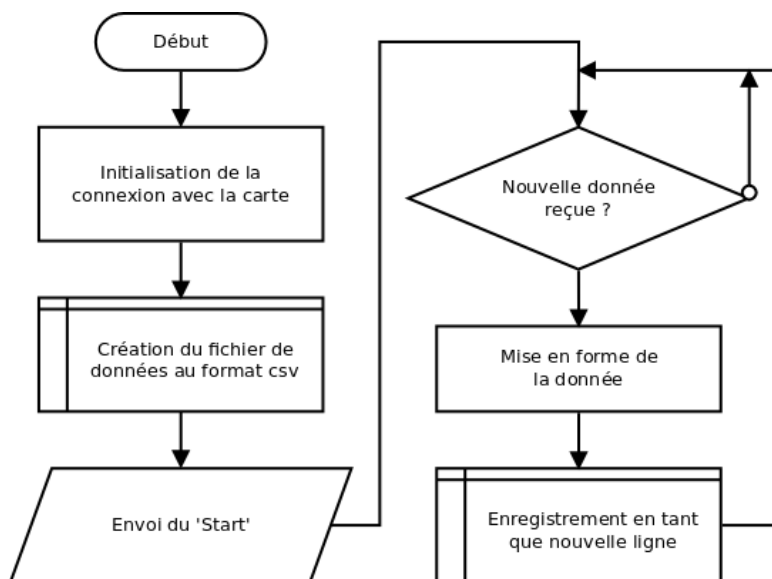 Début
Initialisation de la
connexion avec la carte
Création du fichier de
données au format csv
Envoi du 'Start'
Nouvelle donnée
reçue ?
Mise en forme de
la donnée
Enregistrement en tant
que nouvelle ligne